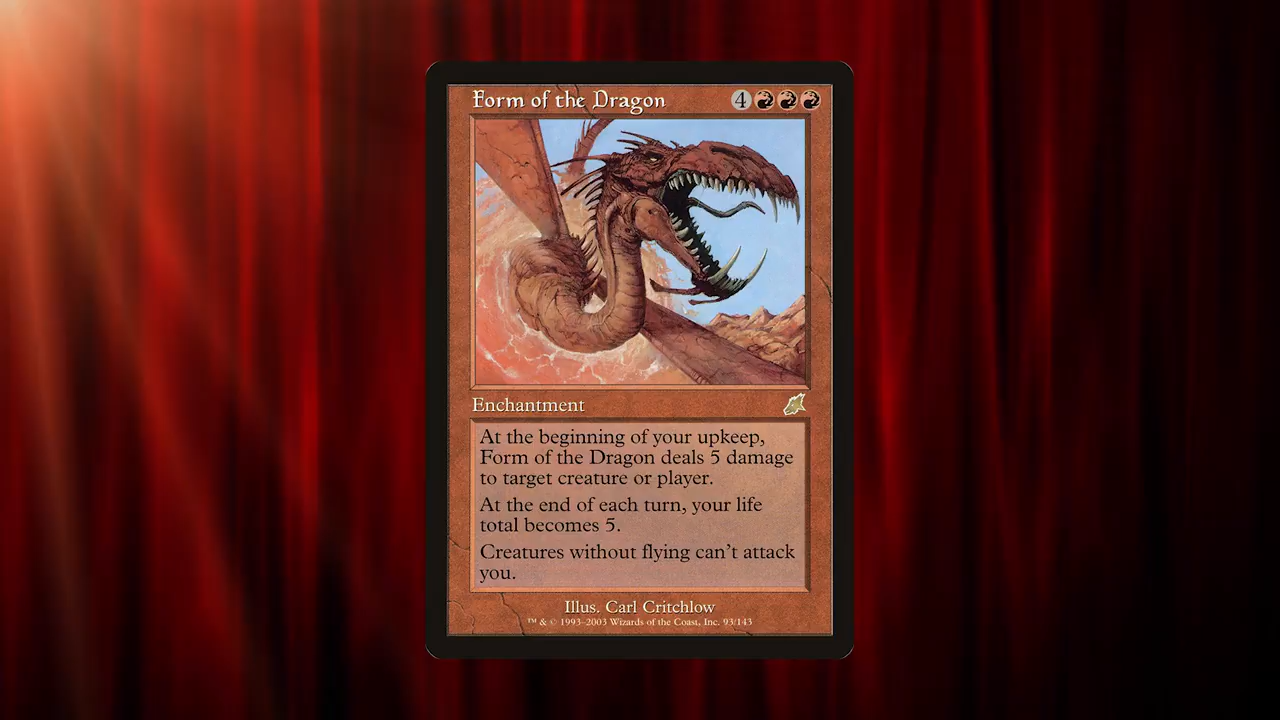 Form of the Dragon 4
Enchantment
At the beginning of your upkeep,
Form of the Dragon deals 5 damage
to target creature or player.
At the end of each turn, your life
total becomes 5.
Creatures without flying can't attack
you.
Illus. Carl Critchlow
™ & © 1993–2003 Wizards of the Coast, Inc. 93/143